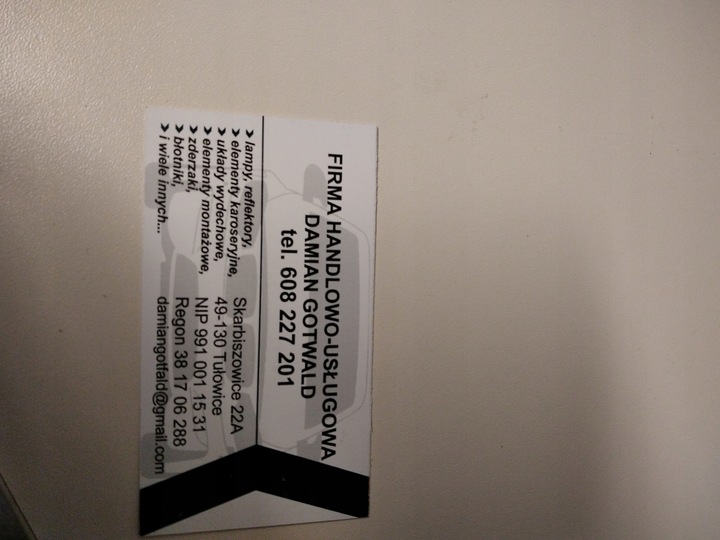 FIRMA HANDLOWO-USŁUGOWA
DAMIAN GOTWALD
tel. 608 227 201
➤ lampy, reflektory,
➤ elementy karoseryjne,
➤ układy wydechowe,
➤ elementy montażowe,
➤ zderzaki,
➤ błotniki,
➤ i wiele innych...
Skarbiszowice 22A
49-130 Tułowice
NIP 991 001 15 31
Regon 38 17 06 288
damiangotfald@gmail.com